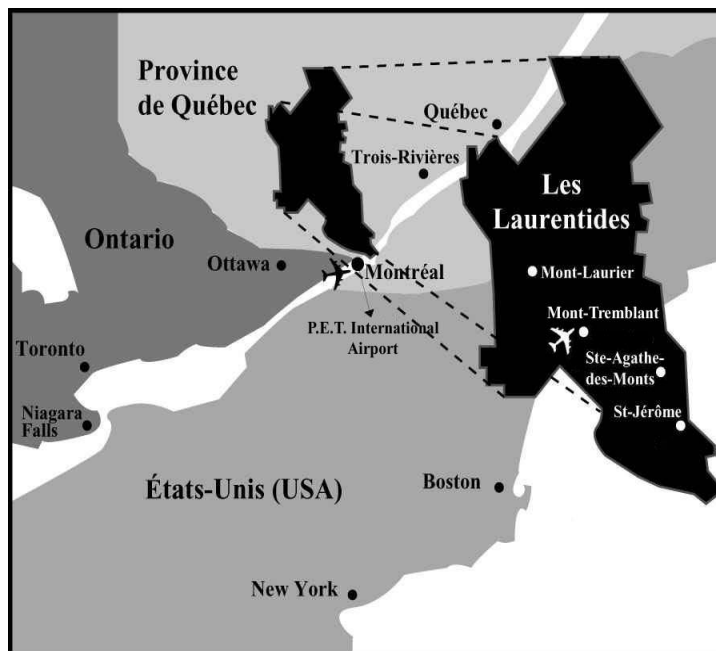 Province
de Québec
Québec
Trois-Rivières
Les
Laurentides
Ontario
Ottawa
Montréal
Mont-Laurier
P.E.T. International
Airport
Mont-Tremblant
Ste-Agathe-
des-Monts
Toronto
St-Jérôme
Niagara
Falls
États-Unis (USA)
Boston
New York